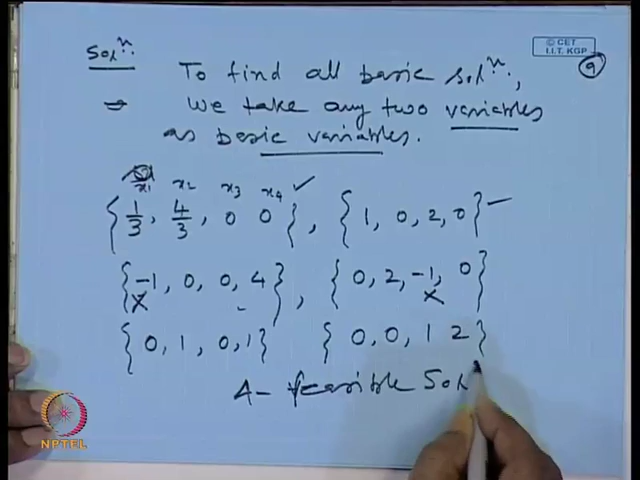 © CET
I.I.T. KGP
Solⁿ.
9
To find all basic solⁿ.,
⇒ we take any two variables
as basic variables.
x₁ x₂ x₃ x₄ ✓
{1/3, 4/3, 0 0}, {1, 0, 2, 0} –
{-1, 0, 0, 4}, {0, 2, -1, 0}
X X
{0, 1, 0, 1} {0, 0, 1 2}
4 - feasible Sol
NPTEL